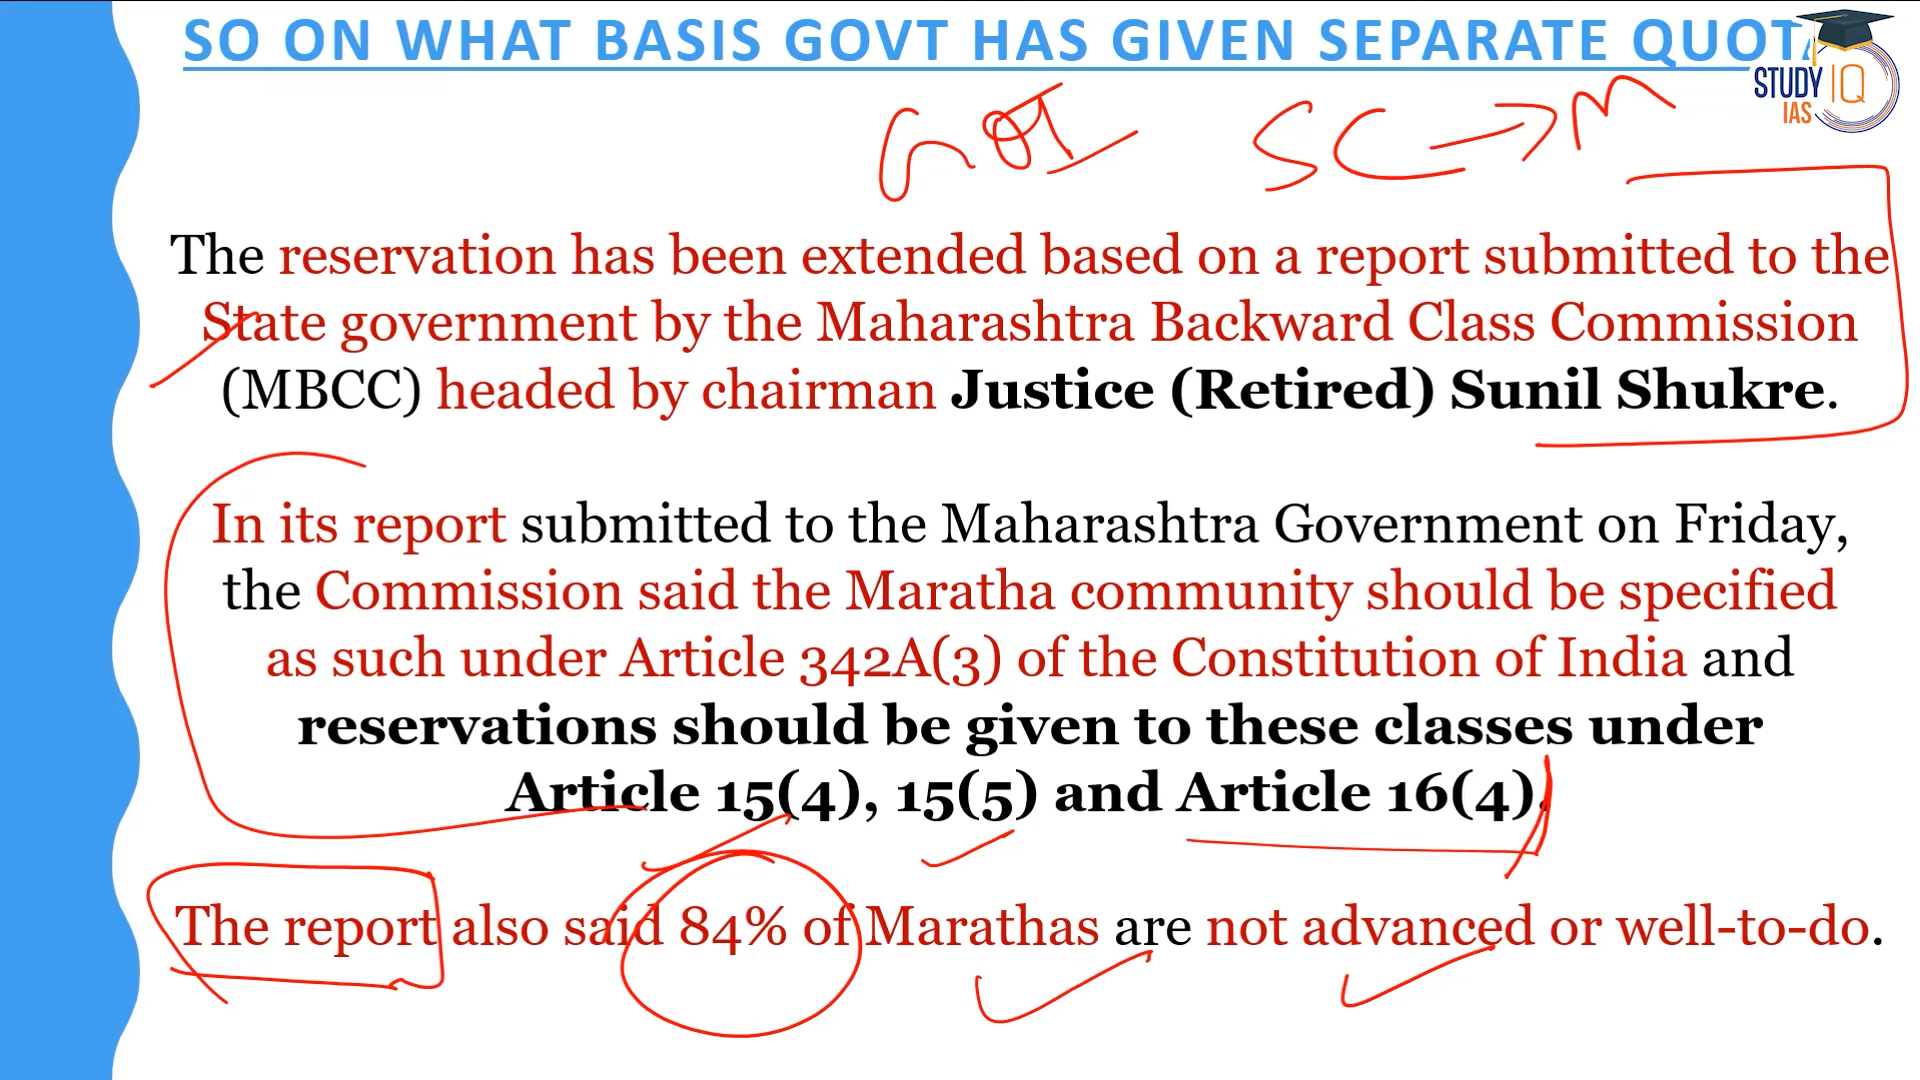 SO ON WHAT BASIS GOVT HAS GIVEN SEPARATE QUOTA
STUDY IQ
IAS
GOI SC → M
The reservation has been extended based on a report submitted to the
State government by the Maharashtra Backward Class Commission
(MBCC) headed by chairman Justice (Retired) Sunil Shukre.
In its report submitted to the Maharashtra Government on Friday,
the Commission said the Maratha community should be specified
as such under Article 342A(3) of the Constitution of India and
reservations should be given to these classes under
Article 15(4), 15(5) and Article 16(4).
The report also said 84% of Marathas are not advanced or well-to-do.